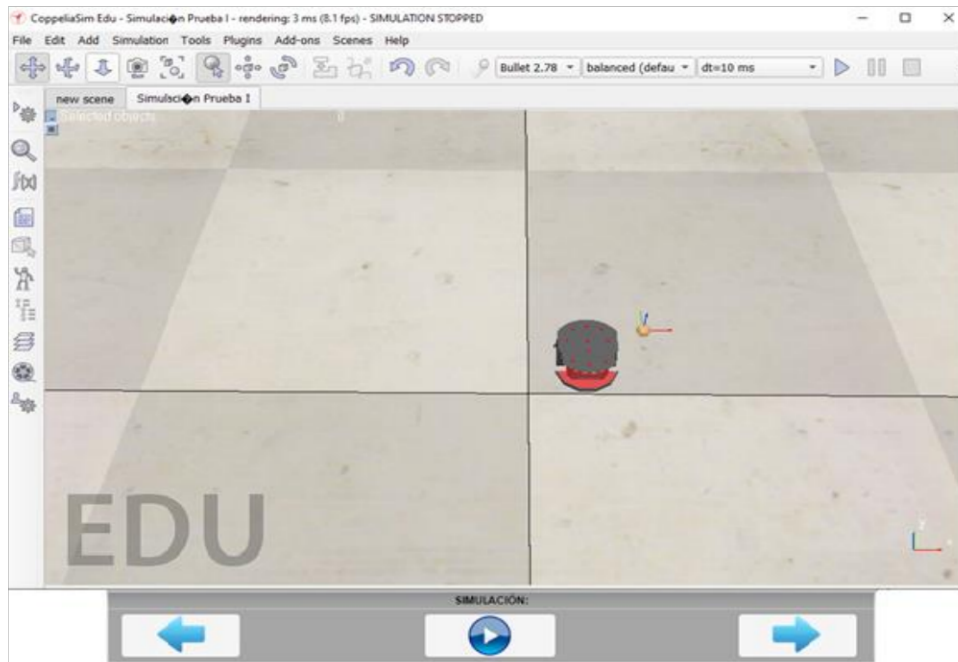 CoppeliaSim Edu - Simulaci�n Prueba I - rendering: 3 ms (8.1 fps) - SIMULATION STOPPED
File Edit Add Simulation Tools Plugins Add-ons Scenes Help
Bullet 2.78 balanced (defau dt=10 ms
new scene Simulaci�n Prueba I
Selected objects 0
f(x)
EDU
SIMULACIÓN: